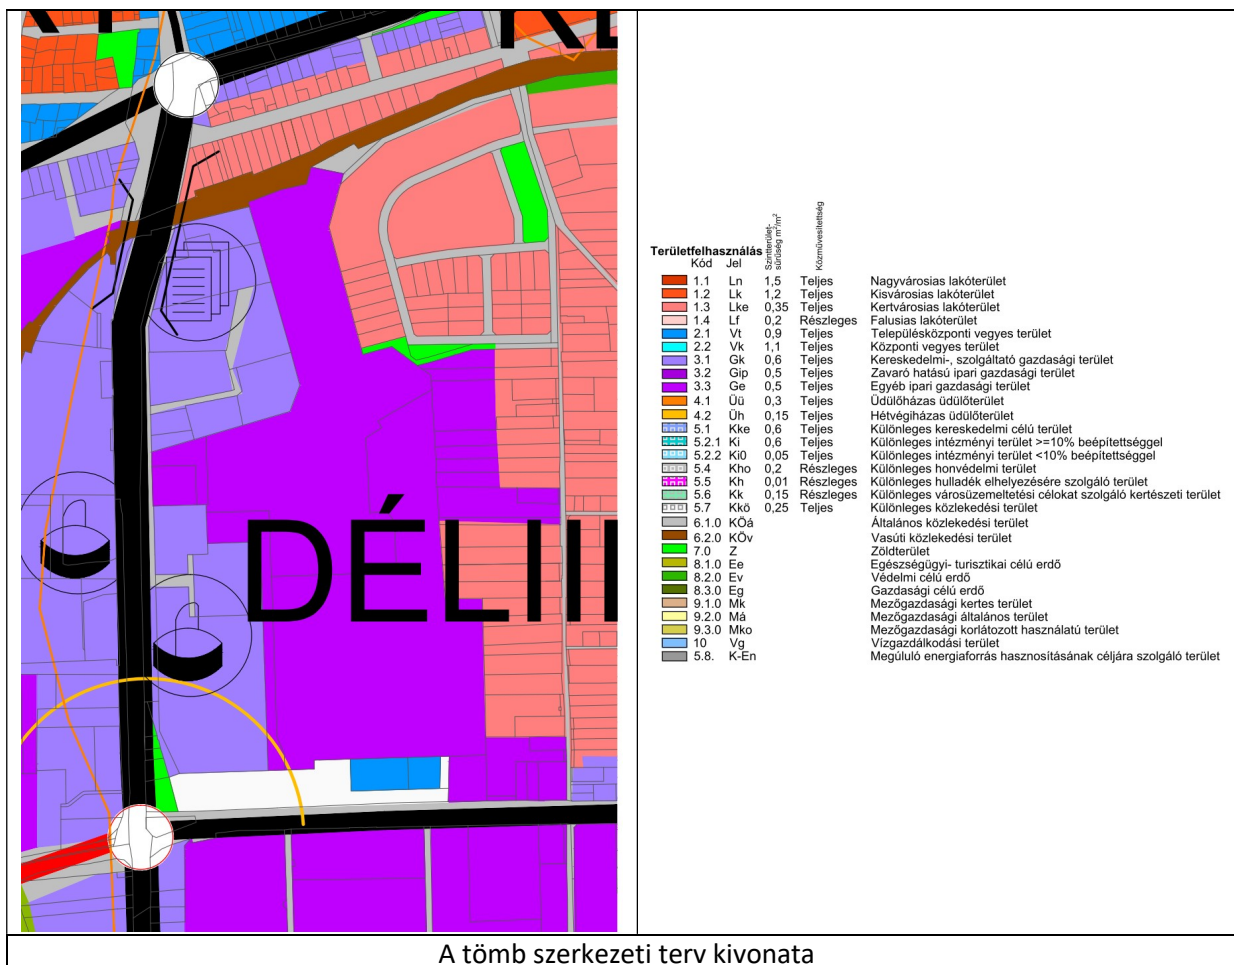 DÉLIII
Területfelhasználás
Kód Jel Szintterület- sűrűség m²/m² Közművesítettség
1.1 Ln 1,5 Teljes Nagyvárosias lakóterület
1.2 Lk 1,2 Teljes Kisvárosias lakóterület
1.3 Lke 0,35 Teljes Kertvárosias lakóterület
1.4 Lf 0,2 Részleges Falusias lakóterület
2.1 Vt 0,9 Teljes Településközponti vegyes terület
2.2 Vk 1,1 Teljes Központi vegyes terület
3.1 Gk 0,6 Teljes Kereskedelmi-, szolgáltató gazdasági terület
3.2 Gip 0,5 Teljes Zavaró hatású ipari gazdasági terület
3.3 Ge 0,5 Teljes Egyéb ipari gazdasági terület
4.1 Üü 0,3 Teljes Üdülőházas üdülőterület
4.2 Üh 0,15 Teljes Hétvégiházas üdülőterület
5.1 Kke 0,6 Teljes Különleges kereskedelmi célú terület
5.2.1 Ki 0,6 Teljes Különleges intézményi terület >=10% beépítettséggel
5.2.2 Ki0 0,05 Teljes Különleges intézményi terület <10% beépítettséggel
5.4 Kho 0,2 Részleges Különleges honvédelmi terület
5.5 Kh 0,01 Részleges Különleges hulladék elhelyezésére szolgáló terület
5.6 Kk 0,15 Részleges Különleges városüzemeltetési célokat szolgáló kertészeti terület
5.7 Kkö 0,25 Teljes Különleges közlekedési terület
6.1.0 KÖá Általános közlekedési terület
6.2.0 KÖv Vasúti közlekedési terület
7.0 Z Zöldterület
8.1.0 Ee Egészségügyi- turisztikai célú erdő
8.2.0 Ev Védelmi célú erdő
8.3.0 Eg Gazdasági célú erdő
9.1.0 Mk Mezőgazdasági kertes terület
9.2.0 Má Mezőgazdasági általános terület
9.3.0 Mko Mezőgazdasági korlátozott használatú terület
10 Vg Vízgazdálkodási terület
5.8. K-En Megúluló energiaforrás hasznosításának céljára szolgáló terület
A tömb szerkezeti terv kivonata